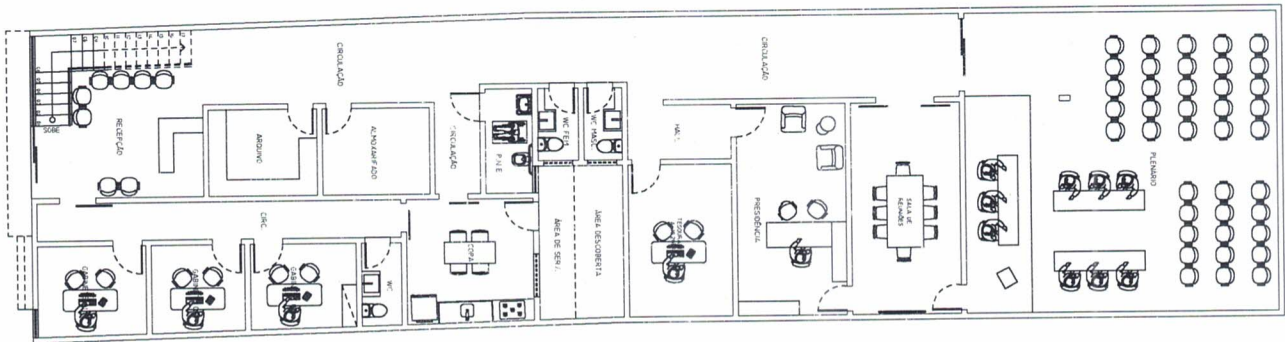 SOBE
RECEPÇÃO
CIRCULAÇÃO
ARQUIVO
ALMOXARIFADO
CIRCULAÇÃO
P.N.E
WC FEM.
WC MASC.
HALL
CIRCULAÇÃO
PRESIDÊNCIA
SALA DE
REUNIÕES
PLENÁRIO
CIRC.
COPA
ÁREA DE SERV.
ÁREA DESCOBERTA
WC